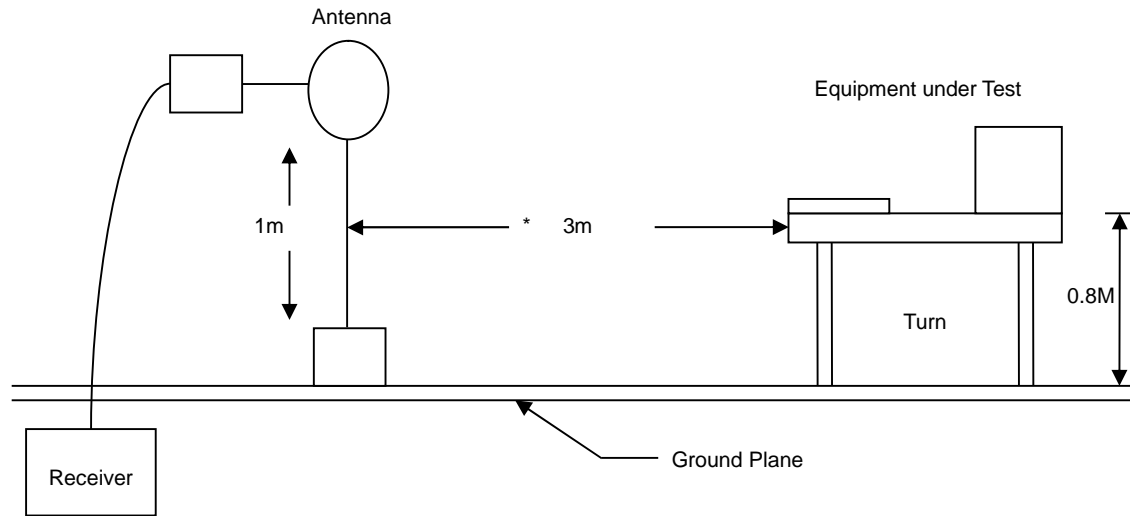 Antenna
Equipment under Test
1m
* 3m
0.8M
Turn
Ground Plane
Receiver